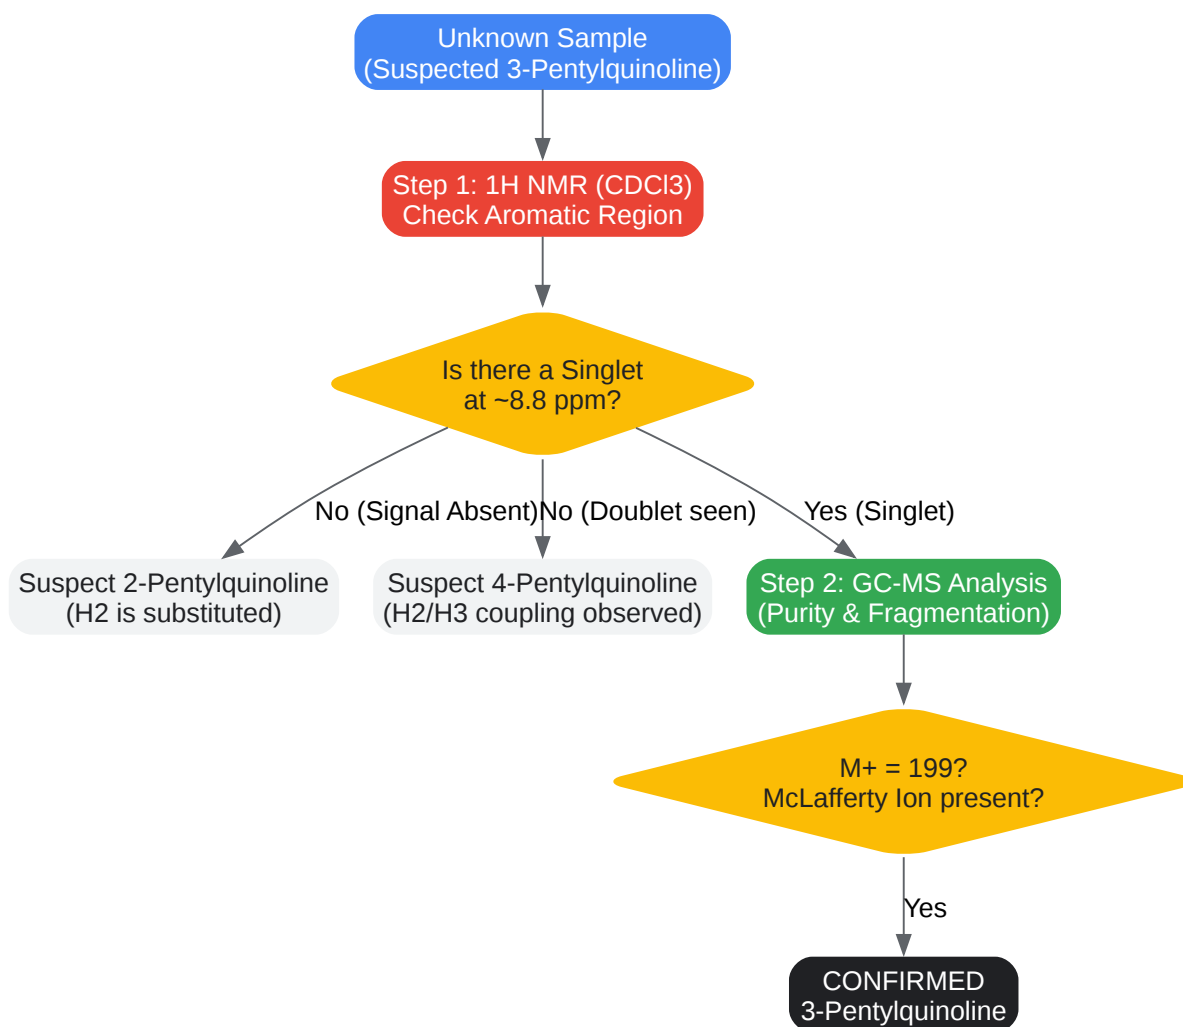 Unknown Sample
(Suspected 3-Pentylquinoline)
Step 1: 1H NMR (CDCl3)
Check Aromatic Region
Is there a Singlet
at ~8.8 ppm?
No (Signal Absent)
No (Doublet seen)
Yes (Singlet)
Suspect 2-Pentylquinoline
(H2 is substituted)
Suspect 4-Pentylquinoline
(H2/H3 coupling observed)
Step 2: GC-MS Analysis
(Purity & Fragmentation)
M+ = 199?
McLafferty Ion present?
Yes
CONFIRMED
3-Pentylquinoline